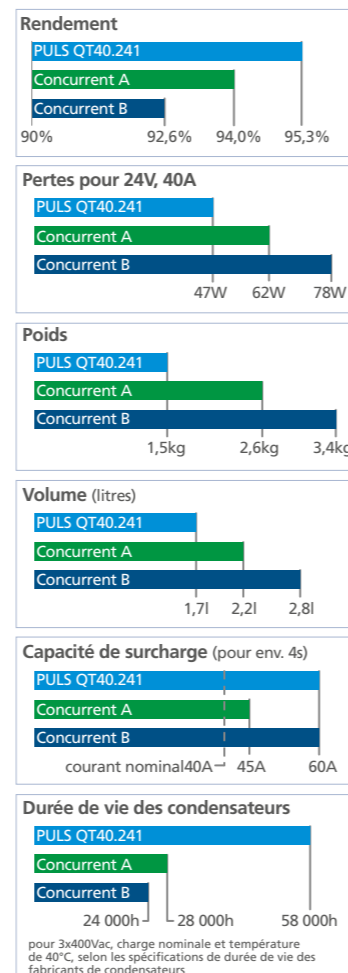 Rendement
PULS QT40.241
Concurrent A
Concurrent B
90% 92,6% 94,0% 95,3%
Pertes pour 24V, 40A
PULS QT40.241
Concurrent A
Concurrent B
47W 62W 78W
Poids
PULS QT40.241
Concurrent A
Concurrent B
1,5kg 2,6kg 3,4kg
Volume (litres)
PULS QT40.241
Concurrent A
Concurrent B
1,7l 2,2l 2,8l
Capacité de surcharge (pour env. 4s)
PULS QT40.241
Concurrent A
Concurrent B
courant nominal40A 45A 60A
Durée de vie des condensateurs
PULS QT40.241
Concurrent A
Concurrent B
24 000h 28 000h 58 000h
pour 3x400Vac, charge nominale et température
de 40°C, selon les spécifications de durée de vie des
fabricants de condensateurs